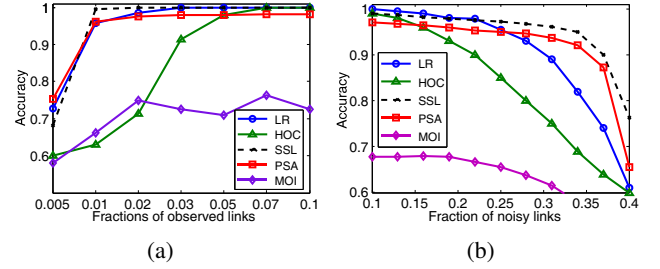 1
0.9
0.8
0.7
0.6
Accuracy
0.005
0.01
0.02
0.03
0.05
0.07
0.1
Fractions of observed links
LR
HOC
SSL
PSA
MOI
(a)
1
0.9
0.8
0.7
0.6
Accuracy
0.1
0.15
0.2
0.25
0.3
0.35
0.4
Fraction of noisy links
LR
HOC
SSL
PSA
MOI
(b)